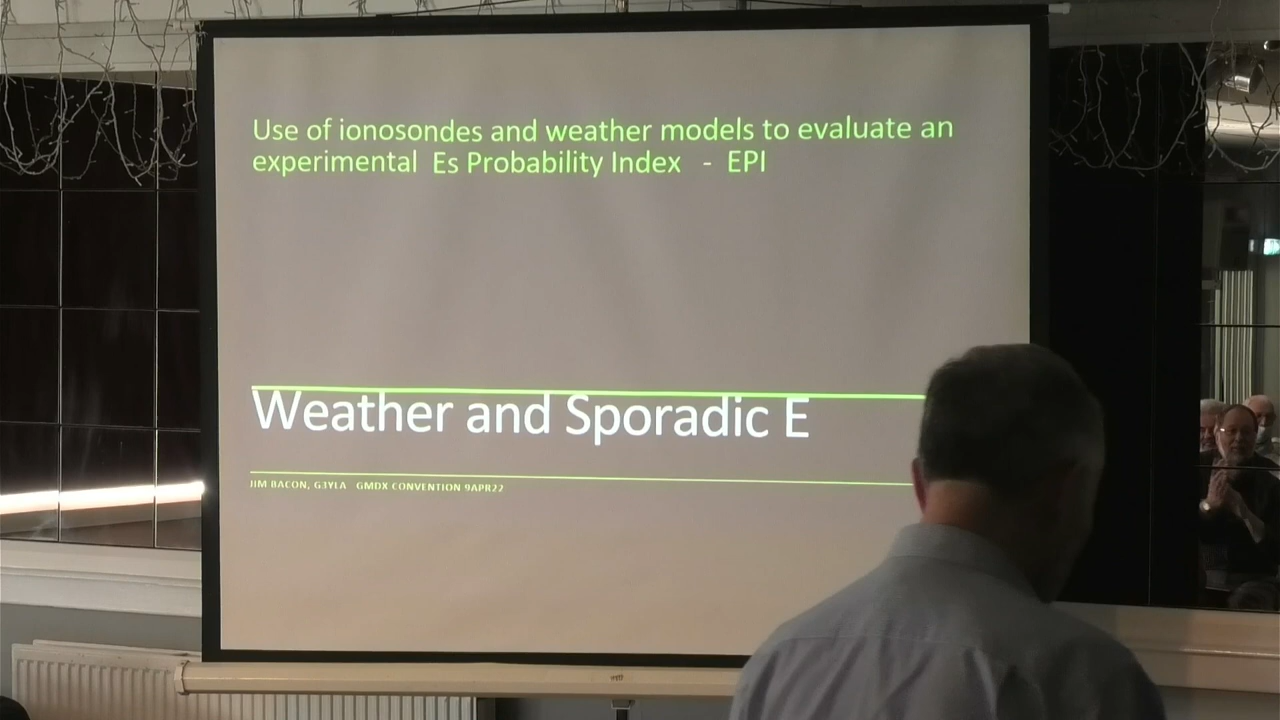 Use of ionosondes and weather models to evaluate an
experimental Es Probability Index - EPI
Weather and Sporadic E
JIM BACON, G3YLA GMDX CONVENTION 9APR22